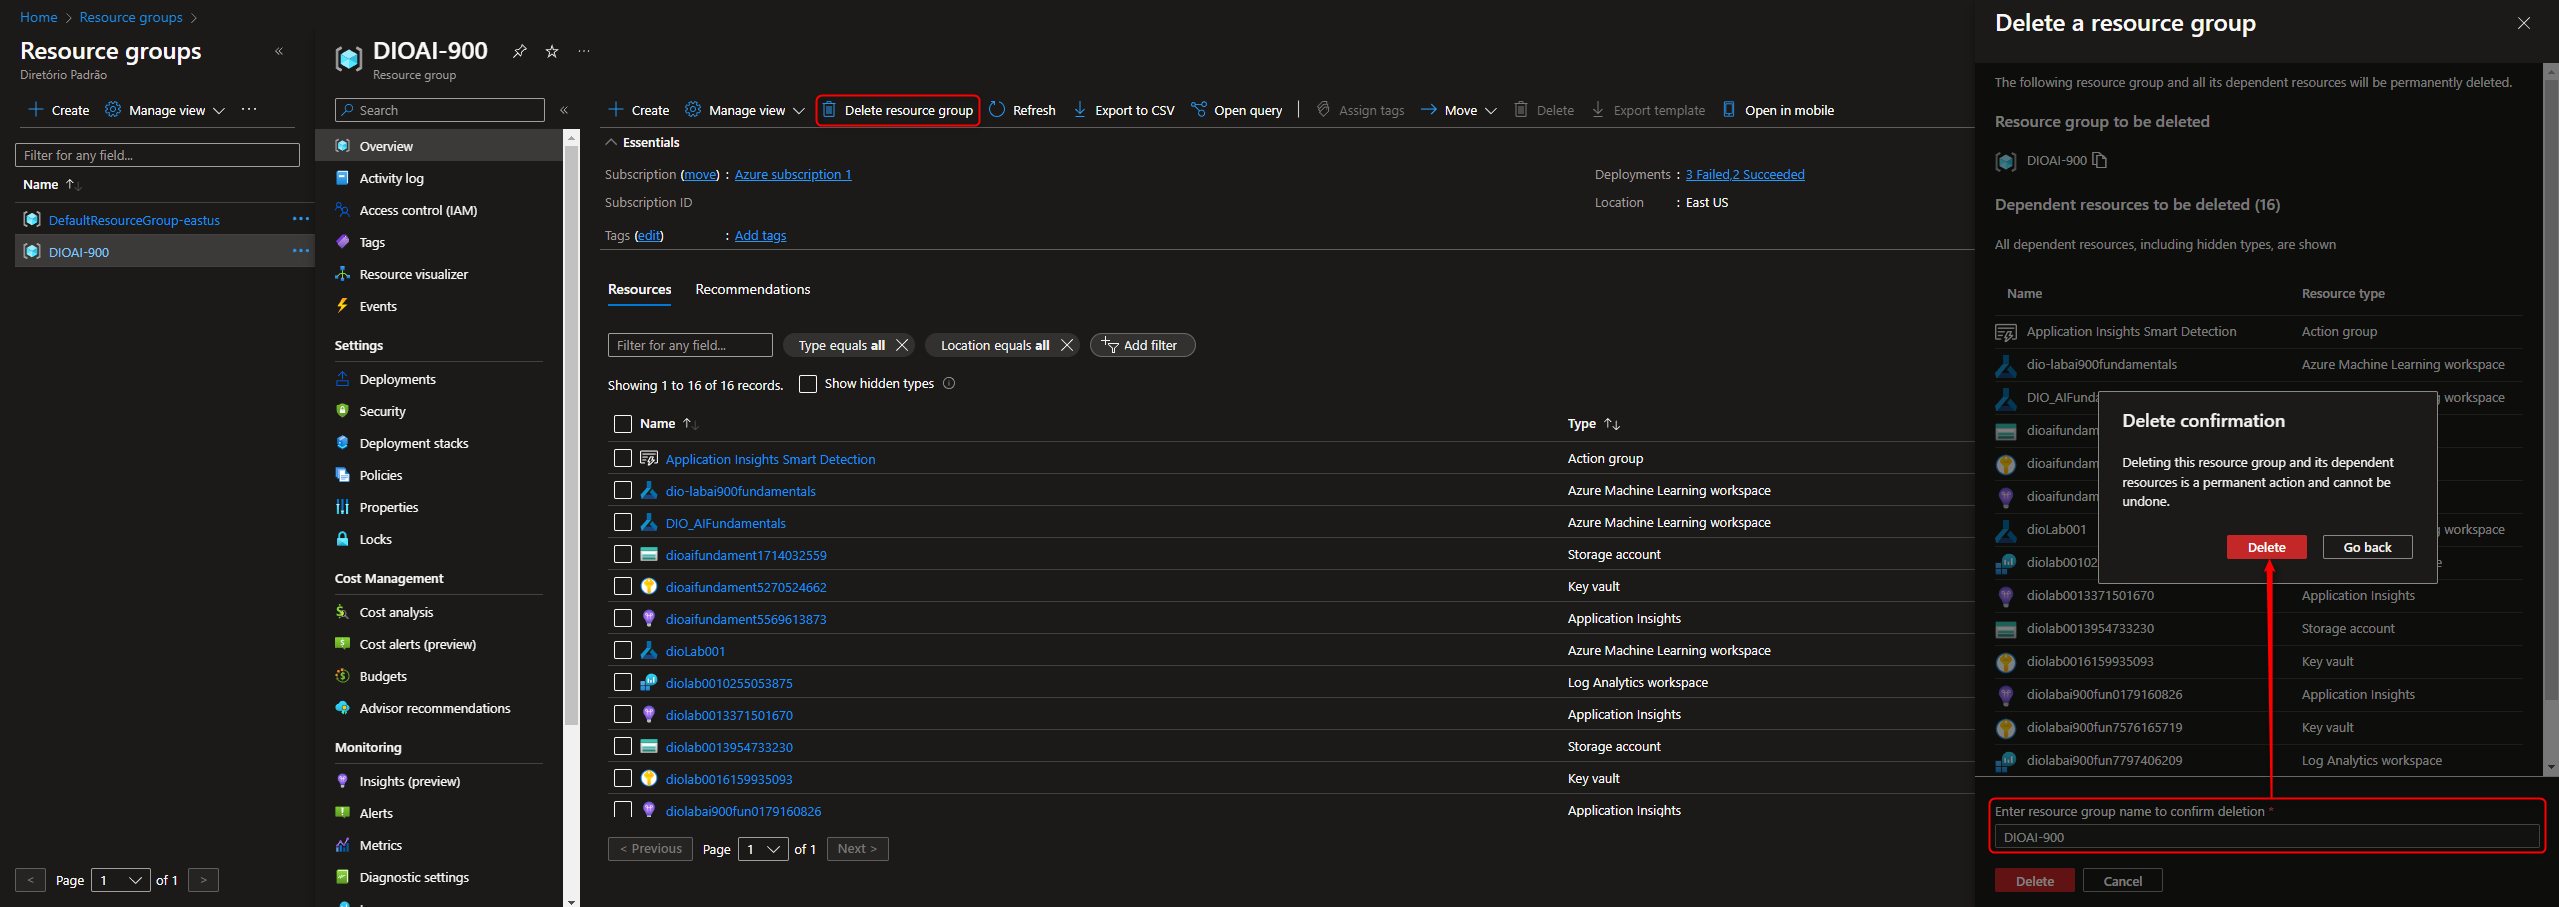 Home > Resource groups >
Resource groups
Diretório Padrão
Create Manage view ···
Filter for any field...
Name
DefaultResourceGroup-eastus ···
DIOAI-900 ···
< Page 1 of 1 >
DIOAI-900
Resource group
Search
Overview
Activity log
Access control (IAM)
Tags
Resource visualizer
Events
Settings
Deployments
Security
Deployment stacks
Policies
Properties
Locks
Cost Management
Cost analysis
Cost alerts (preview)
Budgets
Advisor recommendations
Monitoring
Insights (preview)
Alerts
Metrics
Diagnostic settings
Create Manage view Delete resource group Refresh Export to CSV Open query Assign tags Move Delete Export template Open in mobile
Essentials
Subscription (move) : Azure subscription 1
Subscription ID
Tags (edit) : Add tags
Deployments : 3 Failed,2 Succeeded
Location : East US
Resources Recommendations
Filter for any field... Type equals all Location equals all Add filter
Showing 1 to 16 of 16 records. Show hidden types
Name Type
Application Insights Smart Detection Action group
dio-labai900fundamentals Azure Machine Learning workspace
DIO_AIFundamentals Azure Machine Learning workspace
dioaifundament1714032559 Storage account
dioaifundament5270524662 Key vault
dioaifundament5569613873 Application Insights
dioLab001 Azure Machine Learning workspace
diolab0010255053875 Log Analytics workspace
diolab0013371501670 Application Insights
diolab0013954733230 Storage account
diolab0016159935093 Key vault
diolabai900fun0179160826 Application Insights
< Previous Page 1 of 1 Next >
Delete a resource group
The following resource group and all its dependent resources will be permanently deleted.
Resource group to be deleted
DIOAI-900
Dependent resources to be deleted (16)
All dependent resources, including hidden types, are shown
Name Resource type
Application Insights Smart Detection Action group
dio-labai900fundamentals Azure Machine Learning workspace
DIO_AIFunda workspace
dioaifundam
dioaifundam
dioaifundam
dioLab001 workspace
diolab00102
diolab0013371501670 Application Insights
diolab0013954733230 Storage account
diolab0016159935093 Key vault
diolabai900fun0179160826 Application Insights
diolabai900fun7576165719 Key vault
diolabai900fun7797406209 Log Analytics workspace
Delete confirmation
Deleting this resource group and its dependent
resources is a permanent action and cannot be
undone.
Delete Go back
Enter resource group name to confirm deletion *
DIOAI-900
Delete Cancel